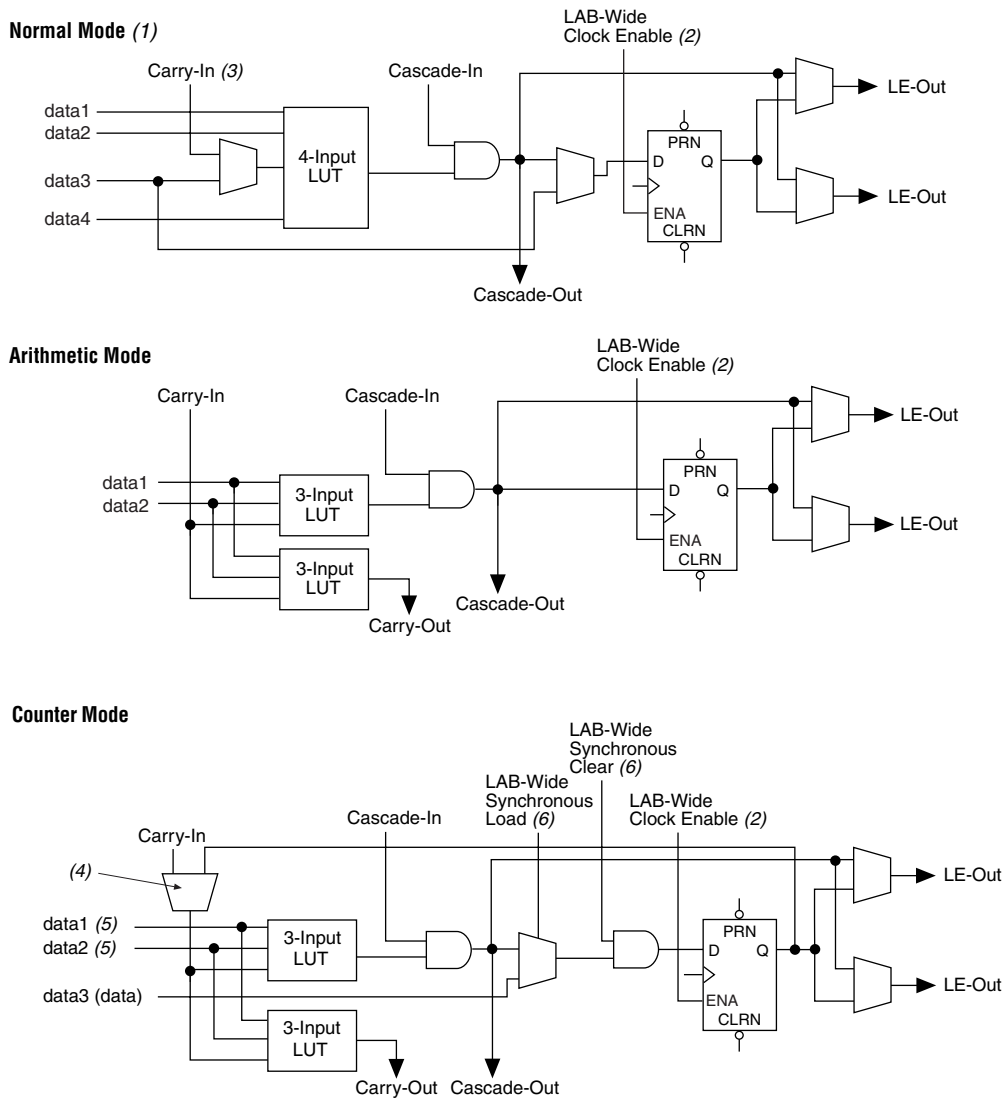 Normal Mode (1)
LAB-Wide
Clock Enable (2)
Carry-In (3)
Cascade-In
LE-Out
data1
data2
4-Input
LUT
PRN
D
Q
data3
LE-Out
data4
ENA
CLRN
Cascade-Out
Arithmetic Mode
LAB-Wide
Clock Enable (2)
Carry-In
Cascade-In
LE-Out
data1
data2
3-Input
LUT
PRN
D
Q
LE-Out
ENA
CLRN
3-Input
LUT
Cascade-Out
Carry-Out
Counter Mode
LAB-Wide
Synchronous
Clear (6)
LAB-Wide
Synchronous
Load (6)
LAB-Wide
Clock Enable (2)
Cascade-In
Carry-In
(4)
LE-Out
data1 (5)
data2 (5)
3-Input
LUT
PRN
D
Q
LE-Out
data3 (data)
ENA
CLRN
3-Input
LUT
Carry-Out
Cascade-Out